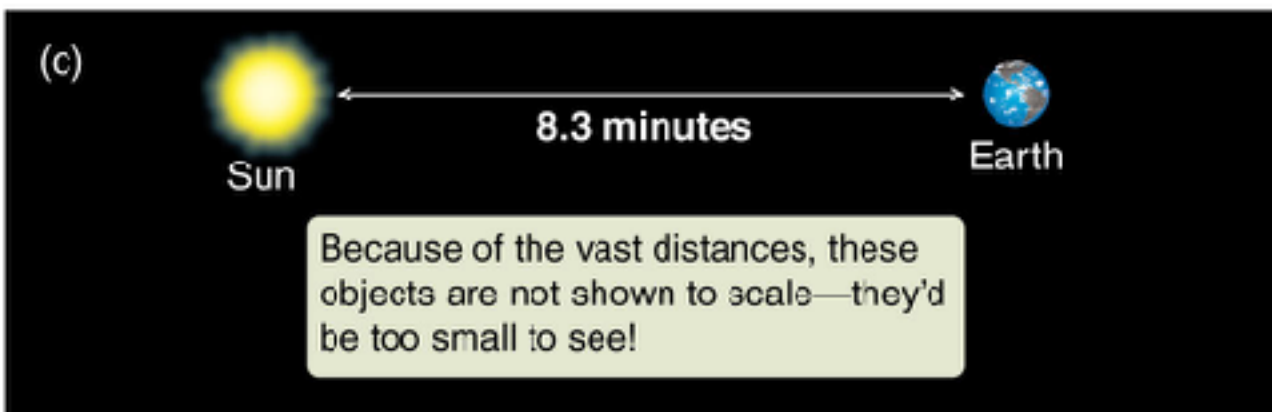 (c)
8.3 minutes
Sun
Earth
Because of the vast distances, these
objects are not shown to scale—they'd
be too small to see!